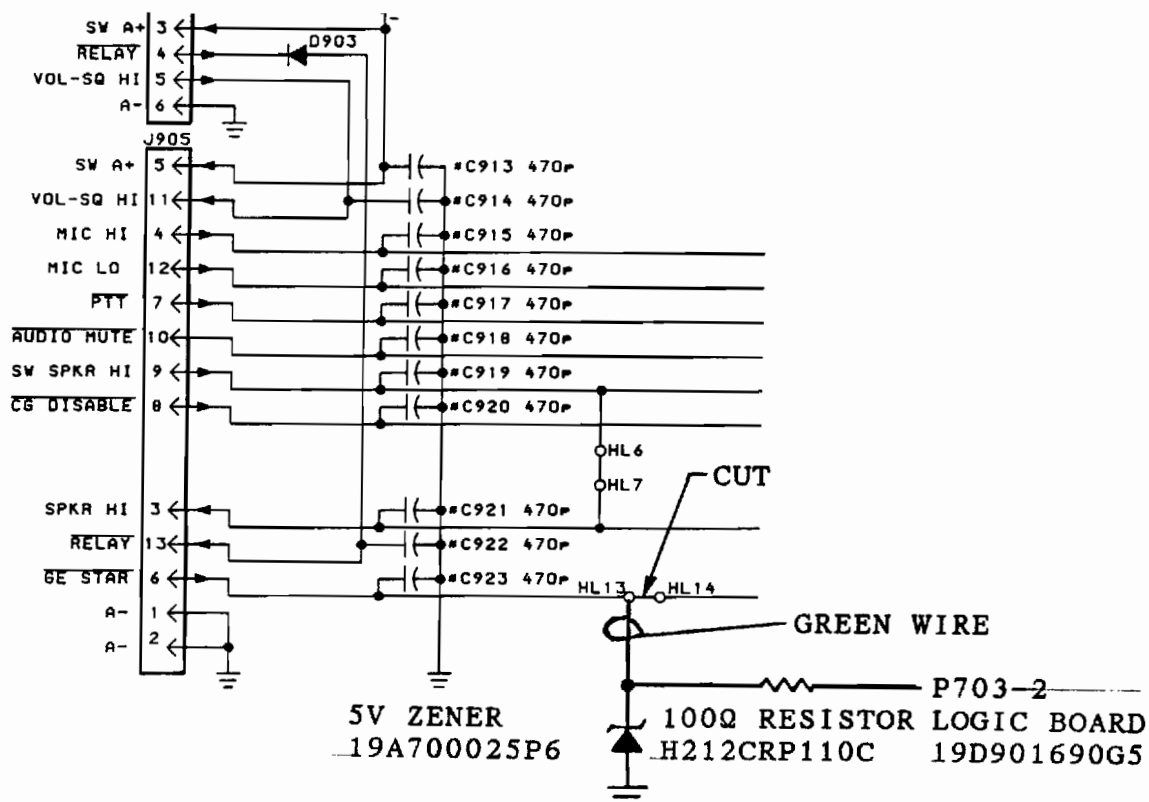 SW A+ 3
RELAY 4 D903
VOL-SQ HI 5
A- 6
J905
SW A+ 5 *C913 470P
VOL-SQ HI 11 *C914 470P
MIC HI 4 *C915 470P
MIC LO 12 *C916 470P
PTT 7 *C917 470P
AUDIO MUTE 10 *C918 470P
SW SPKR HI 9 *C919 470P
CG DISABLE 8 *C920 470P
HL6
HL7
CUT
SPKR HI 3 *C921 470P
RELAY 13 *C922 470P
GE STAR 6 *C923 470P
HL13 HL14
A- 1
A- 2
GREEN WIRE
P703-2
5V ZENER 100Ω RESISTOR LOGIC BOARD
19A700025P6 H212CRP110C 19D901690G5